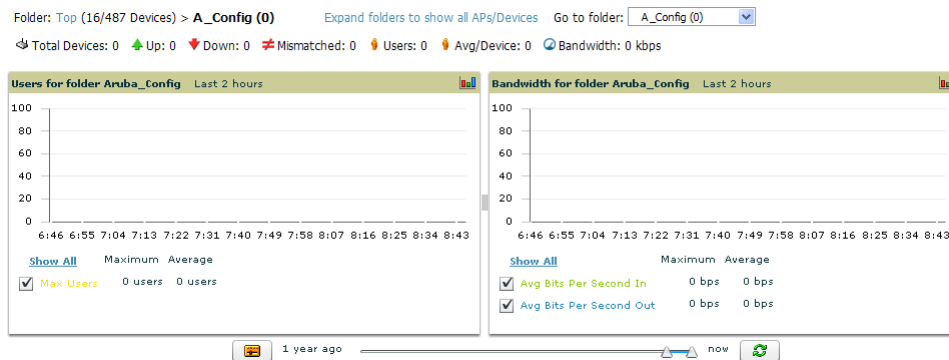 Folder: Top (16/487 Devices) > A_Config (0) Expand folders to show all APs/Devices Go to folder: A_Config (0)
Total Devices: 0 Up: 0 Down: 0 Mismatched: 0 Users: 0 Avg/Device: 0 Bandwidth: 0 kbps
Users for folder Aruba_Config Last 2 hours
100
80
60
40
20
0
6:46 6:55 7:04 7:13 7:22 7:31 7:40 7:49 7:58 8:07 8:16 8:25 8:34 8:43
Show All Maximum Average
Max Users 0 users 0 users
Bandwidth for folder Aruba_Config Last 2 hours
100
80
60
40
20
0
6:46 6:55 7:04 7:13 7:22 7:31 7:40 7:49 7:58 8:07 8:16 8:25 8:34 8:43
Show All Maximum Average
Avg Bits Per Second In 0 bps 0 bps
Avg Bits Per Second Out 0 bps 0 bps
1 year ago now